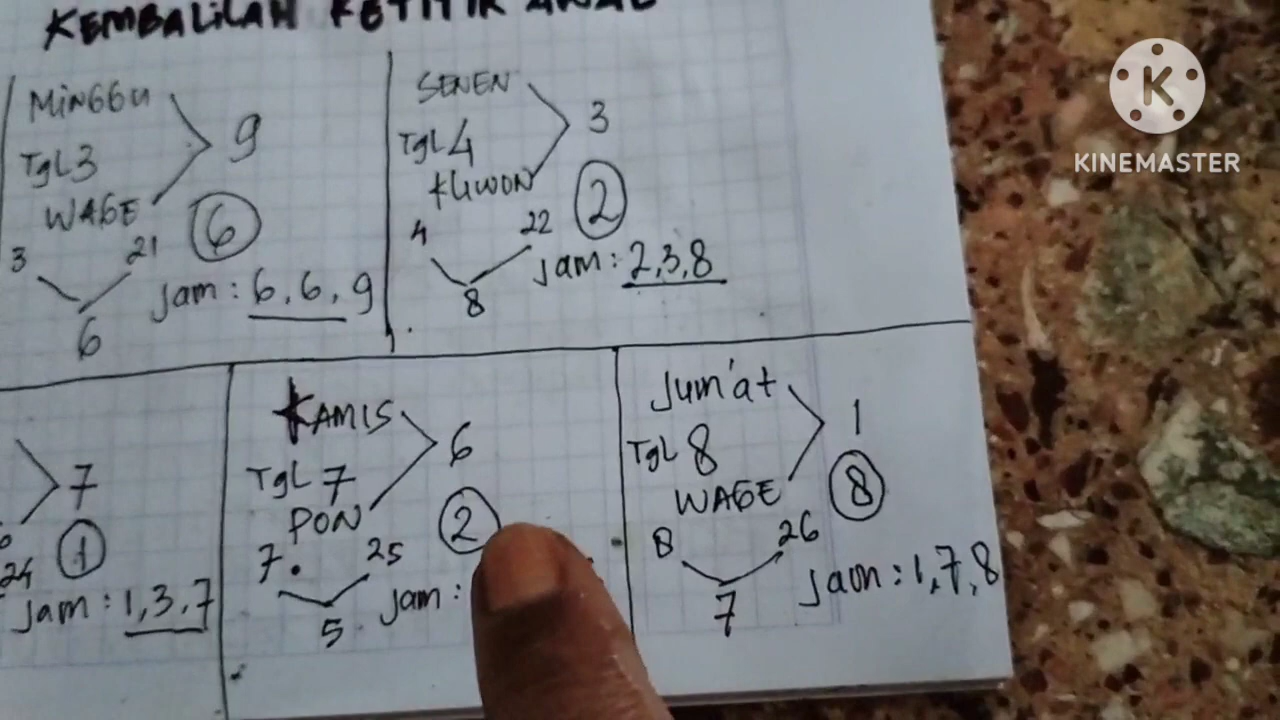 KEMBALILAH KETITIK AWAL
MINGGU
9
TgL 3
WAGE
6
3
21
jam : 6, 6, 9
6
SENEN
3
TgL 4
KLIWON
2
4
22
jam : 2,3,8
8
7
24
1
jam : 1, 3, 7
KAMIS
6
TgL 7
PON
2
7
25
jam :
5
Jum'at
1
TgL 8
WAGE
8
8
26
jam : 1, 7, 8
7
K
KINEMASTER